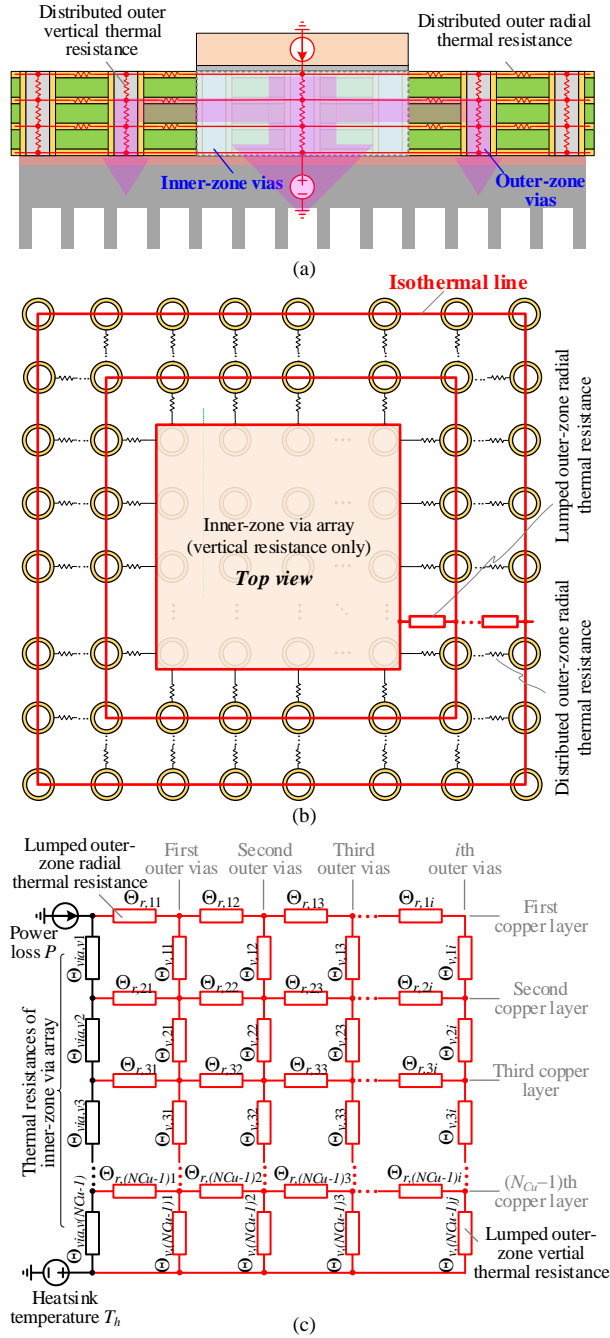 Distributed outer
vertical thermal
resistance
Distributed outer radial
thermal resistance
Inner-zone vias
Outer-zone
vias
(a)
Isothermal line
Inner-zone via array
(vertical resistance only)
Top view
Lumped outer-zone radial
thermal resistance
Distributed outer-zone radial
thermal resistance
(b)
Lumped outer-
zone radial
thermal resistance
First
outer vias
Second
outer vias
Third
outer vias
ith
outer vias
Θr,11
Θr,12
Θr,13
Θr,1i
First
copper layer
Power
loss P
Θvia,v1
Θv,11
Θv,12
Θv,13
Θv,1i
Θr,21
Θr,22
Θr,23
Θr,2i
Second
copper layer
Thermal resistances of
inner-zone via array
Θvia,v2
Θv,21
Θv,22
Θv,23
Θv,2i
Θr,31
Θr,32
Θr,33
Θr,3i
Third copper
layer
Θvia,v3
Θv,31
Θv,32
Θv,33
Θv,3i
Θr,(NCu-1)1
Θr,(NCu-1)2
Θr,(NCu-1)3
Θr,(NCu-1)i
(NCu−1)th
copper layer
Θvia,v(NCu-1)
Θv,(NCu-1)1
Θv,(NCu-1)2
Θv,(NCu-1)3
Θv,(NCu-1)j
Lumped outer-
zone vertial
thermal resistance
Heatsink
temperature Th
(c)